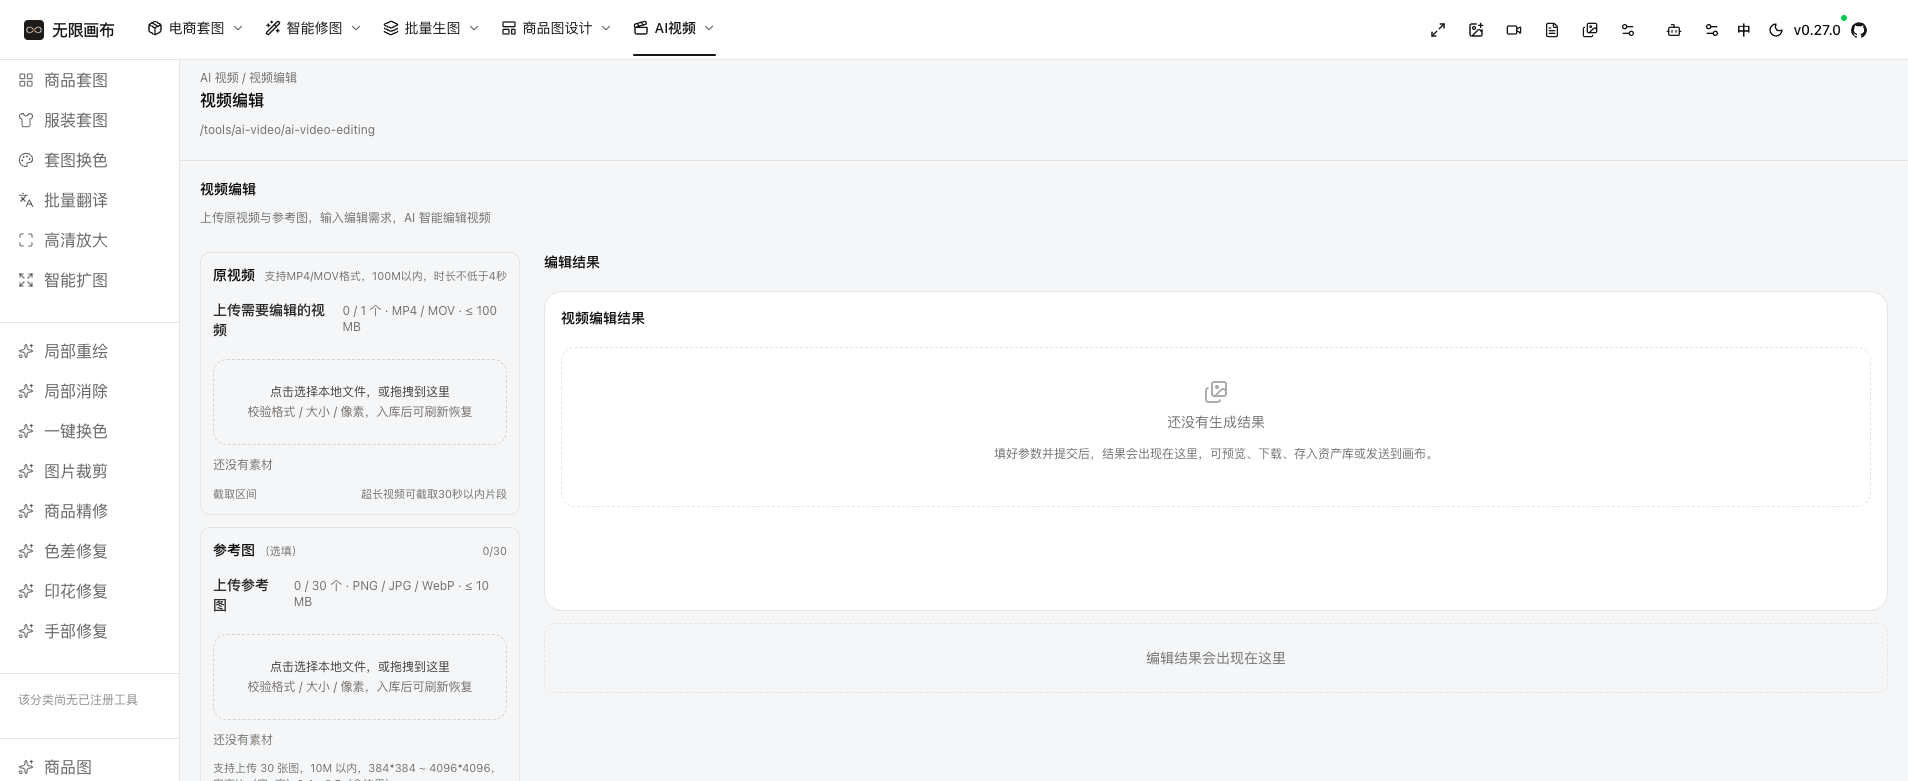 无限画布
电商套图
智能修图
批量生图
商品图设计
AI视频
中
v0.27.0
商品套图
服装套图
套图换色
批量翻译
高清放大
智能扩图
局部重绘
局部消除
一键换色
图片裁剪
商品精修
色差修复
印花修复
手部修复
该分类尚无已注册工具
商品图
AI 视频 / 视频编辑
视频编辑
/tools/ai-video/ai-video-editing
视频编辑
上传原视频与参考图，输入编辑需求，AI 智能编辑视频
原视频 支持MP4/MOV格式，100M以内，时长不低于4秒
上传需要编辑的视
频
0 / 1 个 · MP4 / MOV · ≤ 100
MB
点击选择本地文件，或拖拽到这里
校验格式 / 大小 / 像素，入库后可刷新恢复
还没有素材
截取区间 超长视频可截取30秒以内片段
参考图 (选填) 0/30
上传参考
图
0 / 30 个 · PNG / JPG / WebP · ≤ 10
MB
点击选择本地文件，或拖拽到这里
校验格式 / 大小 / 像素，入库后可刷新恢复
还没有素材
支持上传 30 张图，10M 以内，384*384 ~ 4096*4096，
编辑结果
视频编辑结果
还没有生成结果
填好参数并提交后，结果会出现在这里，可预览、下载、存入资产库或发送到画布。
编辑结果会出现在这里